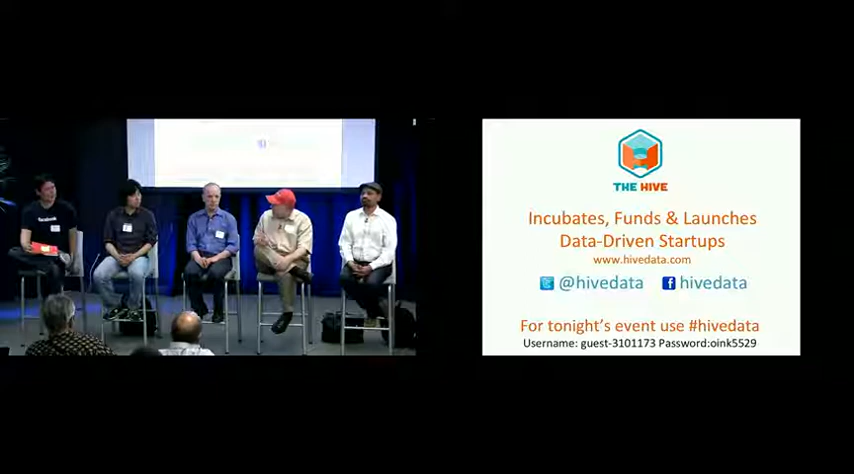 facebook
THE HIVE
Incubates, Funds & Launches
Data-Driven Startups
www.hivedata.com
@hivedata hivedata
For tonight's event use #hivedata
Username: guest-3101173 Password:oink5529